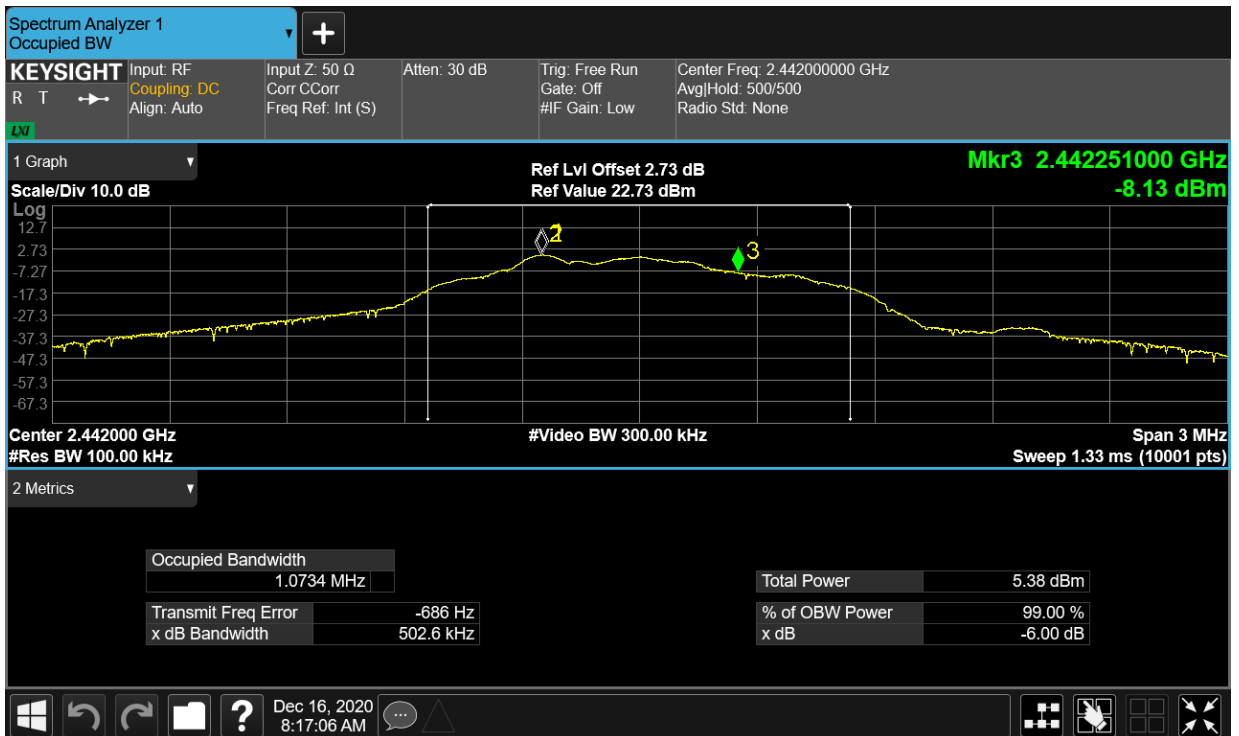 Spectrum Analyzer 1
Occupied BW
KEYSIGHT
R T
LXI
Input: RF
Coupling: DC
Align: Auto
Input Z: 50 Ω
Corr CCorr
Freq Ref: Int (S)
Atten: 30 dB
Trig: Free Run
Gate: Off
#IF Gain: Low
Center Freq: 2.442000000 GHz
Avg|Hold: 500/500
Radio Std: None
1 Graph
Scale/Div 10.0 dB
Ref Lvl Offset 2.73 dB
Ref Value 22.73 dBm
Mkr3 2.442251000 GHz
-8.13 dBm
Log
12.7
2.73
-7.27
-17.3
-27.3
-37.3
-47.3
-57.3
-67.3
3
Center 2.442000 GHz
#Res BW 100.00 kHz
#Video BW 300.00 kHz
Span 3 MHz
Sweep 1.33 ms (10001 pts)
2 Metrics
Occupied Bandwidth
1.0734 MHz
Transmit Freq Error -686 Hz
x dB Bandwidth 502.6 kHz
Total Power 5.38 dBm
% of OBW Power 99.00 %
x dB -6.00 dB
?
Dec 16, 2020
8:17:06 AM